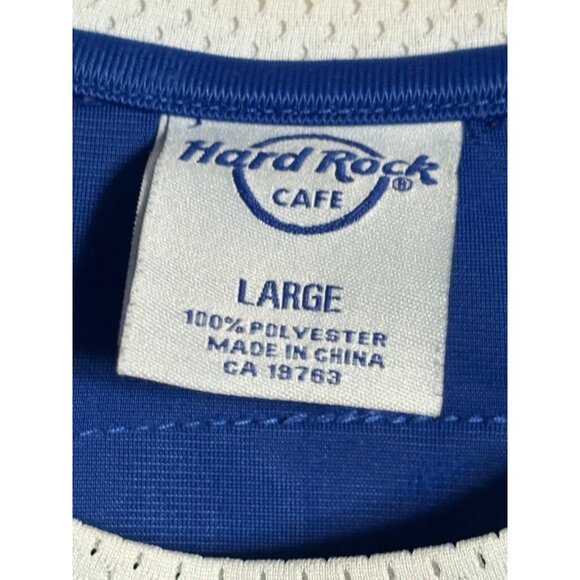 Hard Rock®
CAFE
LARGE
100% POLYESTER
MADE IN CHINA
CA 19763